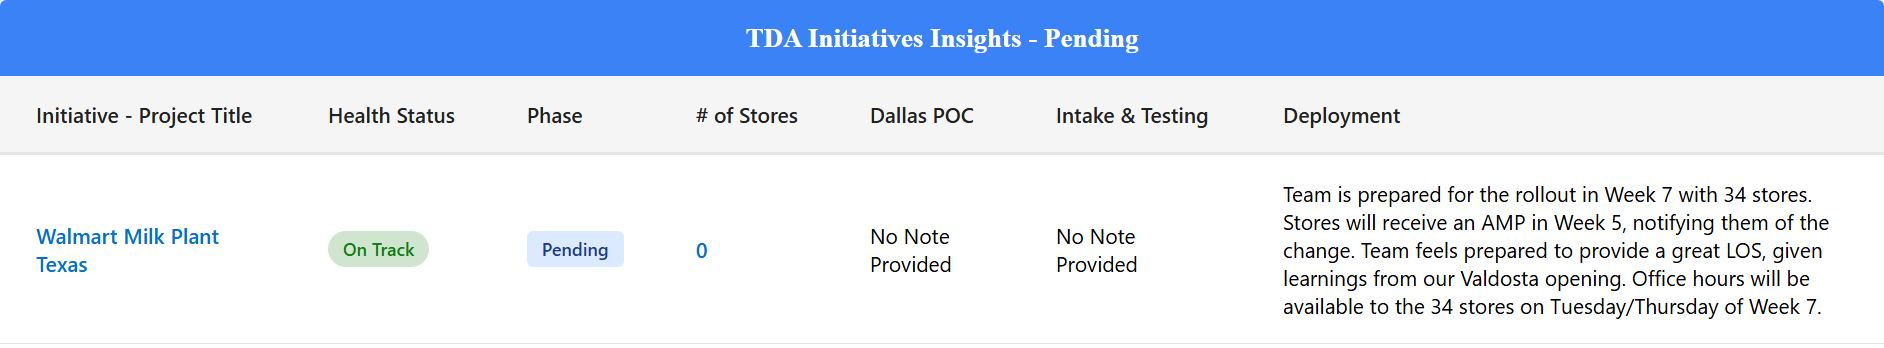 TDA Initiatives Insights - Pending
Initiative - Project Title
Health Status
Phase
# of Stores
Dallas POC
Intake & Testing
Deployment
Walmart Milk Plant
Texas
On Track
Pending
0
No Note
Provided
No Note
Provided
Team is prepared for the rollout in Week 7 with 34 stores.
Stores will receive an AMP in Week 5, notifying them of the
change. Team feels prepared to provide a great LOS, given
learnings from our Valdosta opening. Office hours will be
available to the 34 stores on Tuesday/Thursday of Week 7.